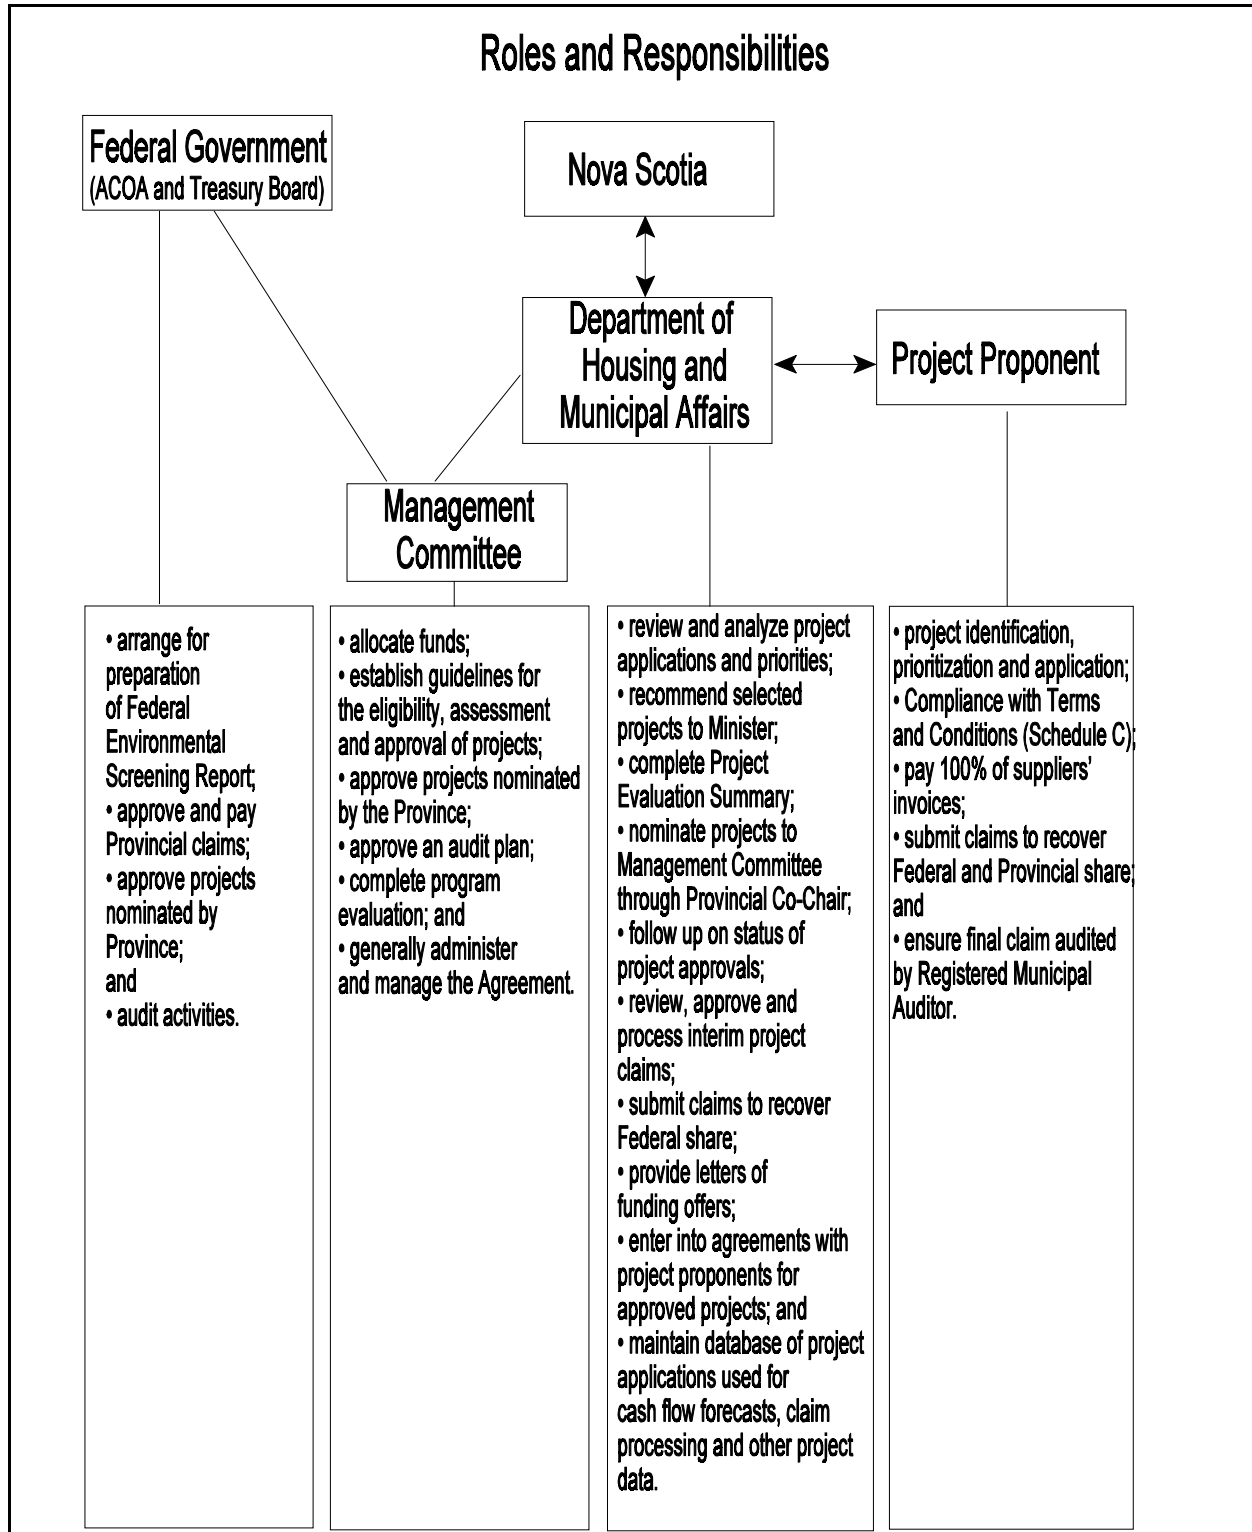 Roles and Responsibilities
Federal Government
(ACOA and Treasury Board)
Nova Scotia
Department of
Housing and
Municipal Affairs
Project Proponent
Management
Committee
• arrange for
preparation
of Federal
Environmental
Screening Report;
• approve and pay
Provincial claims;
• approve projects
nominated by
Province;
and
• audit activities.
• allocate funds;
• establish guidelines for
the eligibility, assessment
and approval of projects;
• approve projects nominated
by the Province;
• approve an audit plan;
• complete program
evaluation; and
• generally administer
and manage the Agreement.
• review and analyze project
applications and priorities;
• recommend selected
projects to Minister;
• complete Project
Evaluation Summary;
• nominate projects to
Management Committee
through Provincial Co-Chair;
• follow up on status of
project approvals;
• review, approve and
process interim project
claims;
• submit claims to recover
Federal share;
• provide letters of
funding offers;
• enter into agreements with
project proponents for
approved projects; and
• maintain database of project
applications used for
cash flow forecasts, claim
processing and other project
data.
• project identification,
prioritization and application;
• Compliance with Terms
and Conditions (Schedule C);
• pay 100% of suppliers’
invoices;
• submit claims to recover
Federal and Provincial share;
and
• ensure final claim audited
by Registered Municipal
Auditor.